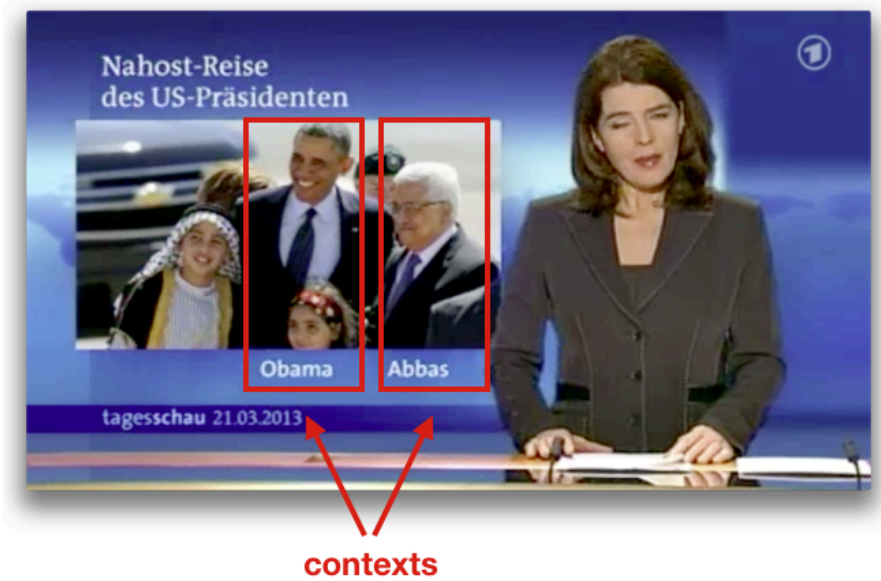 Nahost-Reise
des US-Präsidenten
Obama Abbas
tagesschau 21.03.2013
contexts